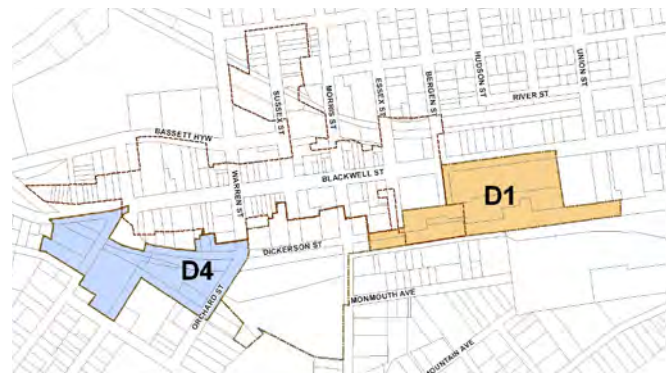 UNION ST
HUDSON ST
BERGEN ST
ESSEX ST
MORRIS ST
SUSSEX ST
RIVER ST
BASSETT HYW
BLACKWELL ST
WARREN ST
D1
DICKERSON ST
D4
ORCHARD ST
MONMOUTH AVE
MOUNTAIN AVE